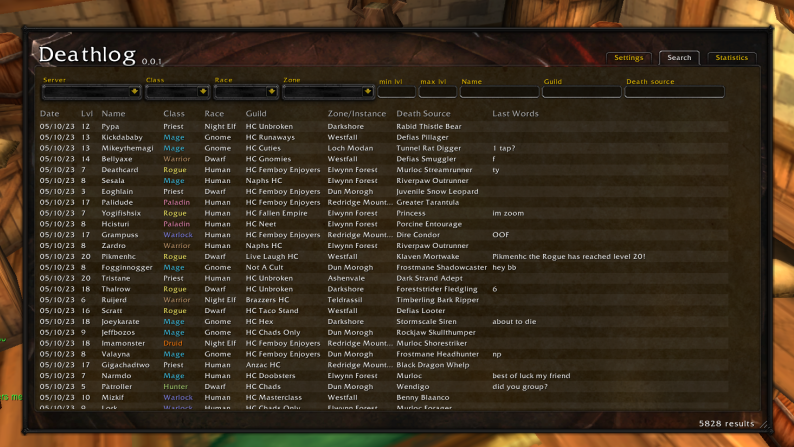 Deathlog 0.0.1
Settings Search Statistics
Server Class Race Zone min lvl max lvl Name Guild Death source
Date Lvl Name Class Race Guild Zone/Instance Death Source Last Words
05/10/23 12 Pypa Priest Night Elf HC Unbroken Darkshore Rabid Thistle Bear
05/10/23 13 Kickdababy Mage Gnome HC Runaways Westfall Defias Pillager
05/10/23 13 Mikeythemagi Mage Gnome HC Cuties Loch Modan Tunnel Rat Digger 1 tap?
05/10/23 14 Bellyaxe Warrior Dwarf HC Gnomies Westfall Defias Smuggler f
05/10/23 7 Deathcard Rogue Human HC Femboy Enjoyers Elwynn Forest Murloc Streamrunner ty
05/10/23 8 Sesala Mage Human Naphs HC Elwynn Forest Riverpaw Outrunner
05/10/23 3 Eoghlain Priest Dwarf HC Femboy Enjoyers Dun Morogh Juvenile Snow Leopard
05/10/23 17 Palidude Paladin Human HC Femboy Enjoyers Redridge Mount... Greater Tarantula
05/10/23 7 Yogifishsix Rogue Human HC Fallen Empire Elwynn Forest Princess im zoom
05/10/23 8 Hcisturi Paladin Human HC Neet Elwynn Forest Porcine Entourage
05/10/23 17 Grampuss Warlock Human HC Femboy Enjoyers Redridge Mount... Dire Condor OOF
05/10/23 8 Zardro Warrior Human Naphs HC Elwynn Forest Riverpaw Outrunner
05/10/23 20 Pikmenhc Rogue Dwarf Live Laugh HC Westfall Klaven Mortwake Pikmenhc the Rogue has reached level 20!
05/10/23 8 Fogginnogger Mage Gnome Not A Cult Dun Morogh Frostmane Shadowcaster hey bb
05/10/23 20 Tristane Priest Human HC Unbroken Ashenvale Dark Strand Adept
05/10/23 18 Thalrow Rogue Dwarf HC Unbroken Darkshore Foreststrider Fledgling 6
05/10/23 6 Ruijerd Warrior Night Elf Brazzers HC Teldrassil Timberling Bark Ripper
05/10/23 16 Scratt Rogue Dwarf HC Taco Stand Westfall Defias Looter
05/10/23 18 Joeykarate Mage Gnome HC Hex Darkshore Stormscale Siren about to die
05/10/23 9 Jeffbozos Mage Gnome HC Chads Only Dun Morogh Rockjaw Skullthumper
05/10/23 18 Imamonster Druid Night Elf HC Femboy Enjoyers Redridge Mount... Murloc Shorestriker
05/10/23 8 Valayna Mage Gnome HC Femboy Enjoyers Dun Morogh Frostmane Headhunter np
05/10/23 17 Gigachadtwo Priest Human Anzac HC Redridge Mount... Black Dragon Whelp
05/10/23 7 Narmdo Mage Human HC Doobsters Elwynn Forest Murloc best of luck my friend
05/10/23 5 Patroller Hunter Dwarf HC Chads Dun Morogh Wendigo did you group?
05/10/23 10 Mizkif Warlock Human HC Masterclass Westfall Benny Blaanco
05/10/23 9 Lork Warlock Human HC Chads Only Elwynn Forest Murloc Forager
5828 results